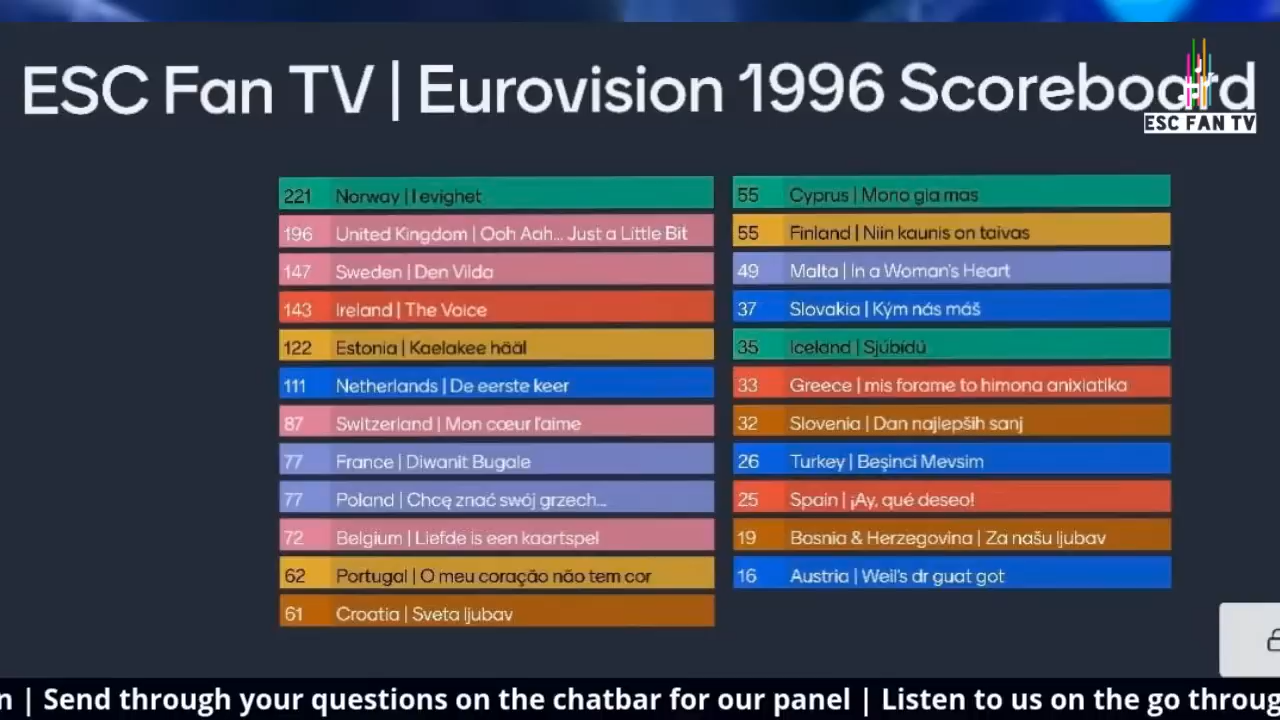 ESC Fan TV | Eurovision 1996 Scoreboard
ESC FAN TV
221 Norway | I evighet
196 United Kingdom | Ooh Aah... Just a Little Bit
147 Sweden | Den Vilda
143 Ireland | The Voice
122 Estonia | Kaelakee hääl
111 Netherlands | De eerste keer
87 Switzerland | Mon cœur l'aime
77 France | Diwanit Bugale
77 Poland | Chcę znać swój grzech...
72 Belgium | Liefde is een kaartspel
62 Portugal | O meu coração não tem cor
61 Croatia | Sveta ljubav
55 Cyprus | Mono gia mas
55 Finland | Niin kaunis on taivas
49 Malta | In a Woman's Heart
37 Slovakia | Kým nás máš
35 Iceland | Sjúbídú
33 Greece | mis forame to himona anixiatika
32 Slovenia | Dan najlepših sanj
26 Turkey | Beşinci Mevsim
25 Spain | ¡Ay, qué deseo!
19 Bosnia & Herzegovina | Za našu ljubav
16 Austria | Weil's dr guat got
n | Send through your questions on the chatbar for our panel | Listen to us on the go throug